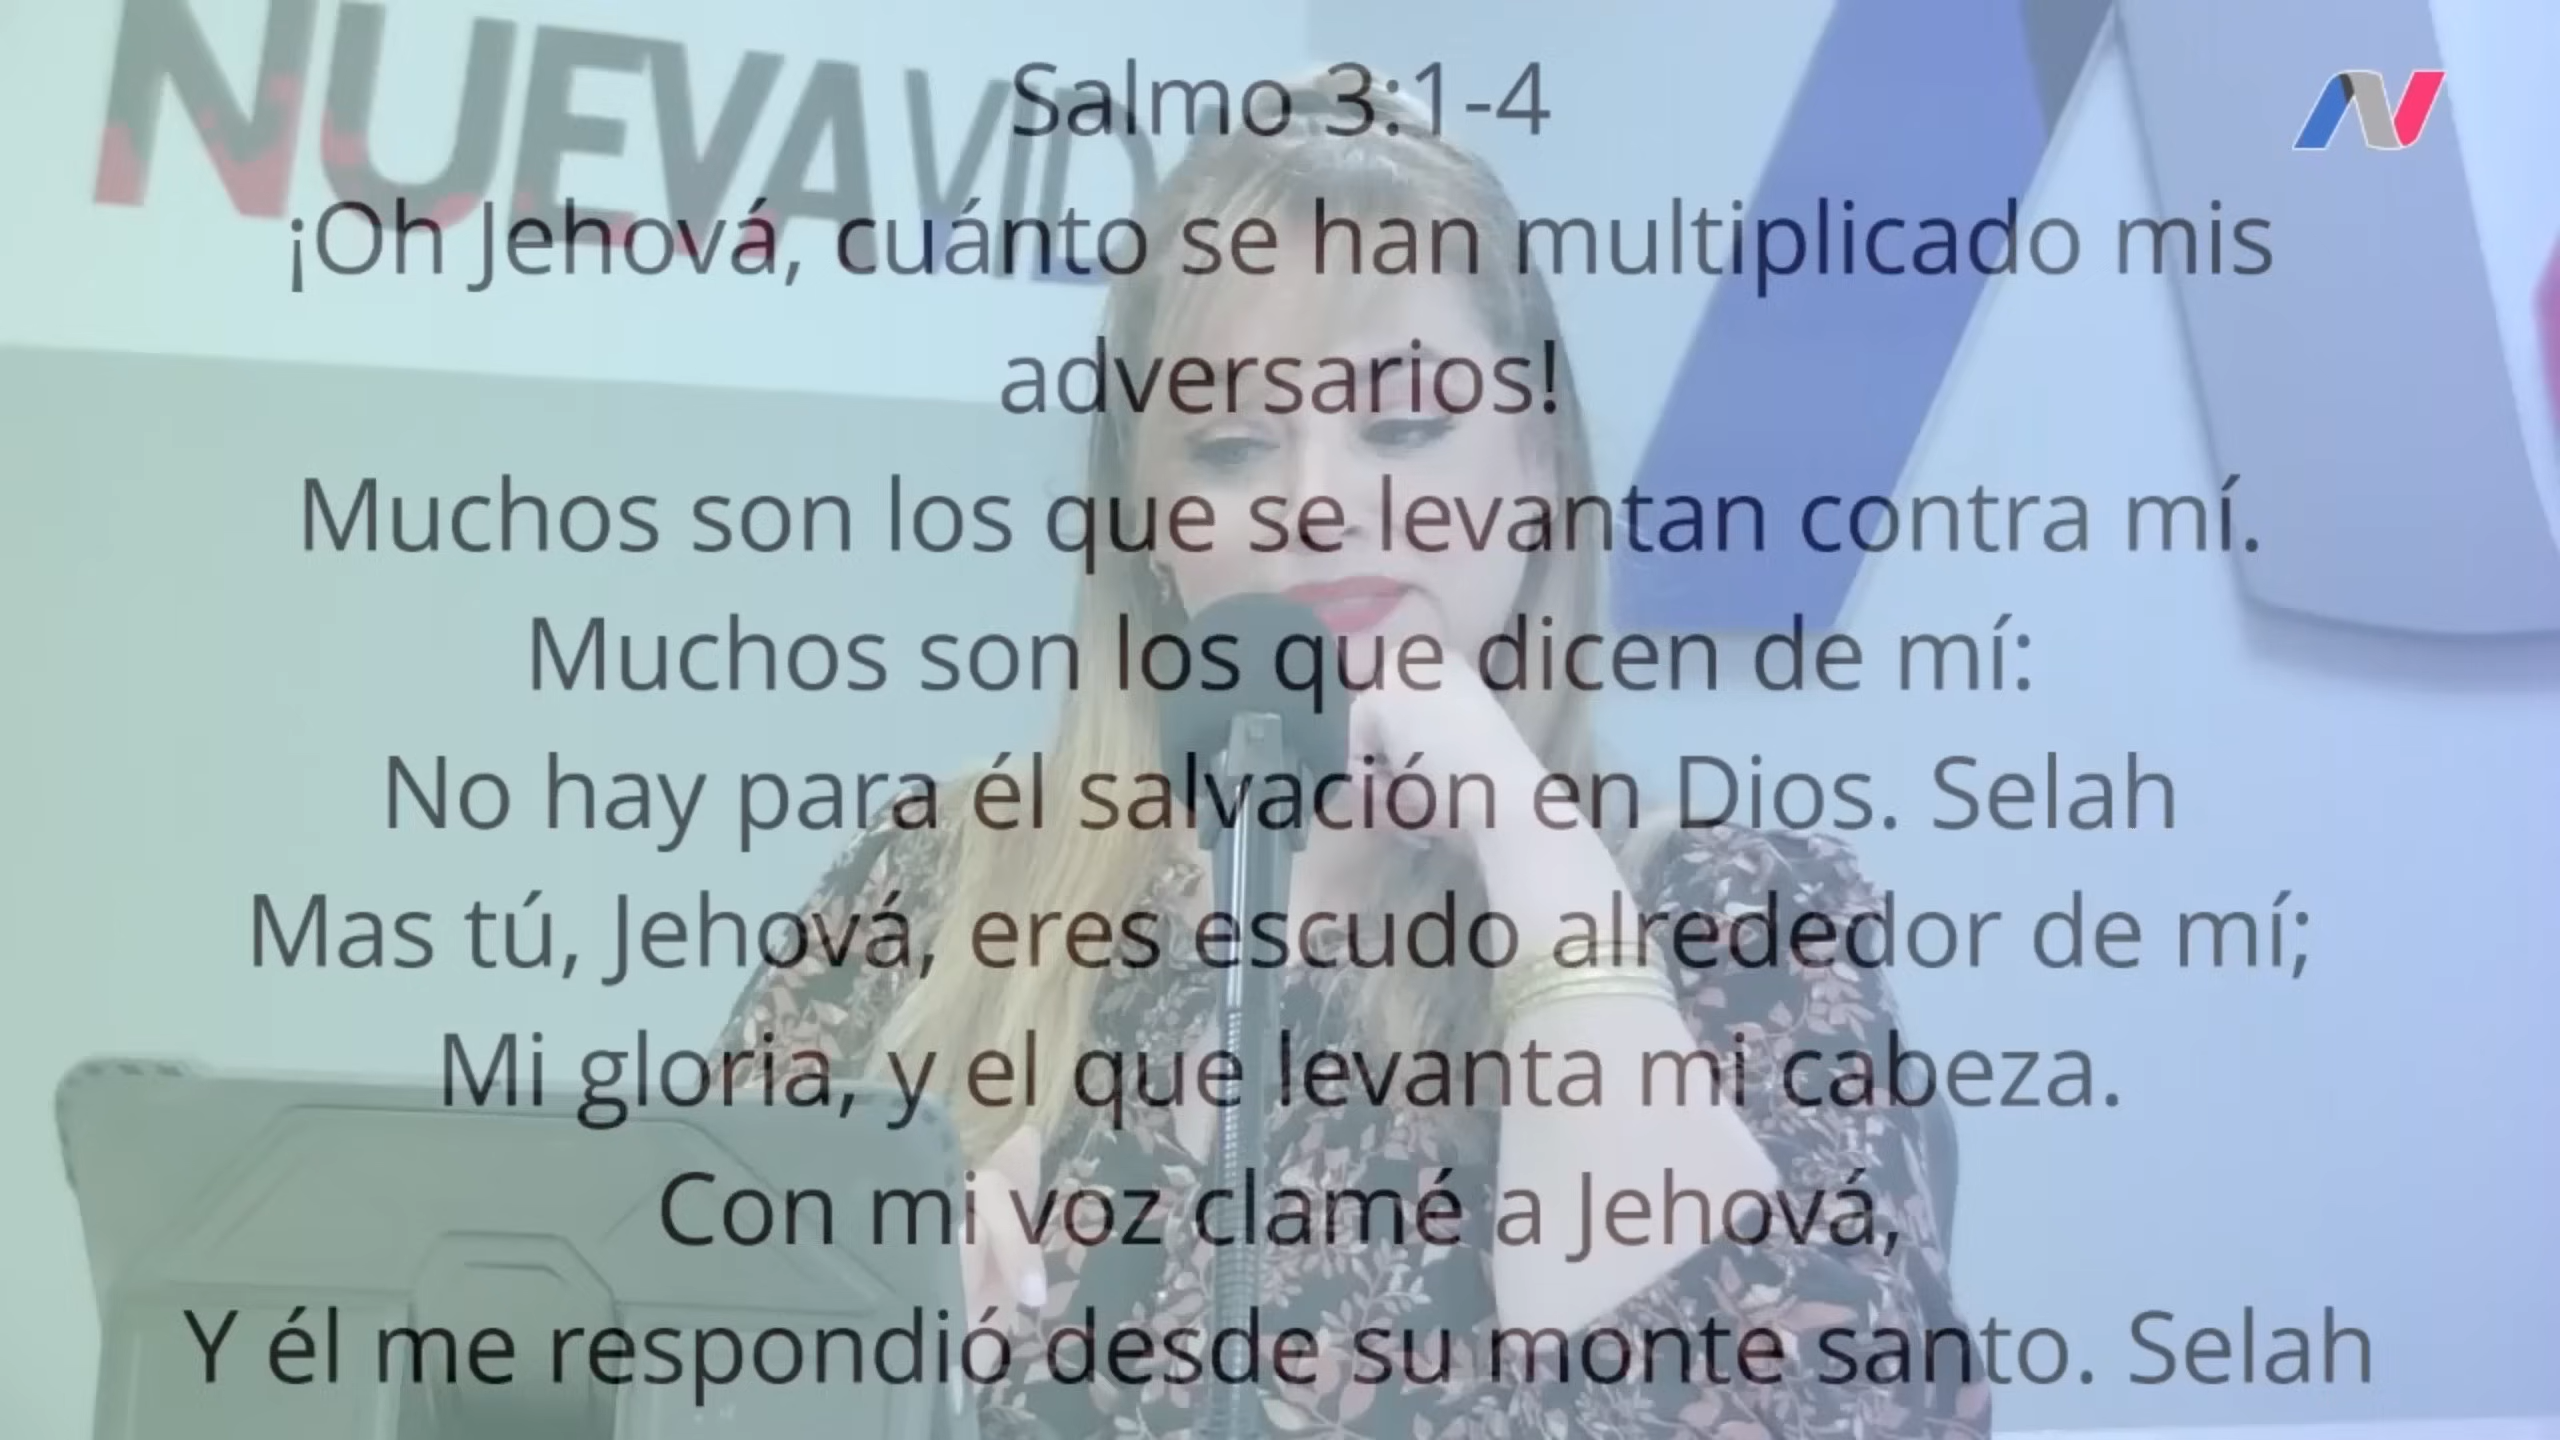 NUEVA VID
Salmo 3:1-4
¡Oh Jehová, cuánto se han multiplicado mis
adversarios!
Muchos son los que se levantan contra mí.
Muchos son los que dicen de mí:
No hay para él salvación en Dios. Selah
Mas tú, Jehová, eres escudo alrededor de mí;
Mi gloria, y el que levanta mi cabeza.
Con mi voz clamé a Jehová,
Y él me respondió desde su monte santo. Selah